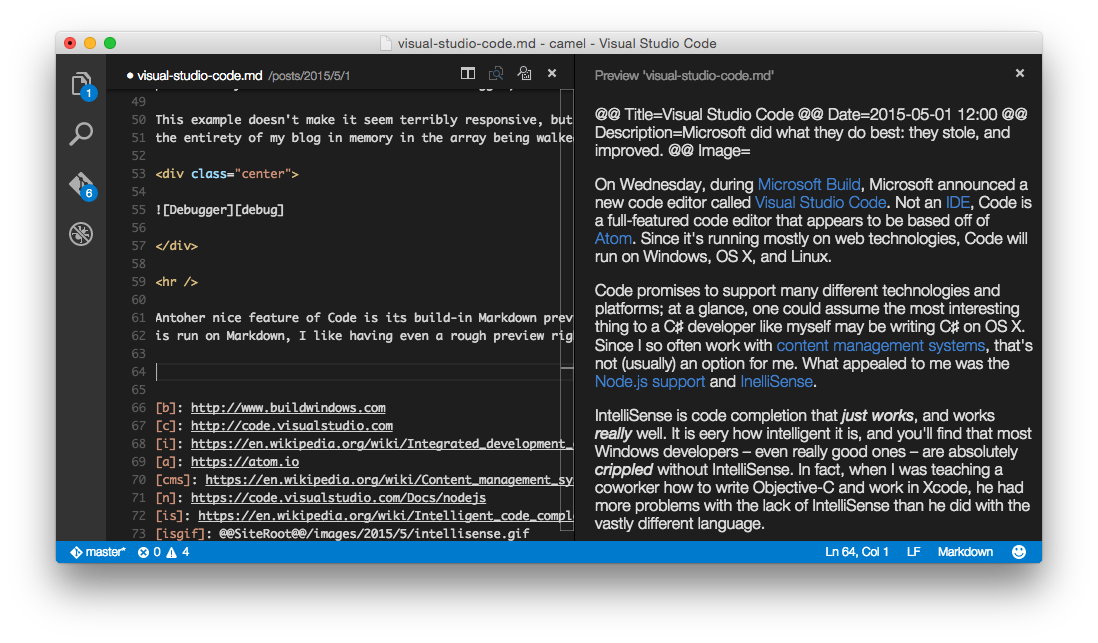 visual-studio-code.md - camel - Visual Studio Code
1
6
visual-studio-code.md /posts/2015/5/1
49
50 This example doesn't make it seem terribly responsive, but
51 the entirety of my blog in memory in the array being walke
52
53 <div class="center">
54
55 ![Debugger][debug]
56
57 </div>
58
59 <hr />
60
61 Antoher nice feature of Code is its build-in Markdown prev
62 is run on Markdown, I like having even a rough preview rig
63
64
65
66 [b]: http://www.buildwindows.com
67 [c]: http://code.visualstudio.com
68 [i]: https://en.wikipedia.org/wiki/Integrated_development_
69 [a]: https://atom.io
70 [cms]: https://en.wikipedia.org/wiki/Content_management_sy
71 [n]: https://code.visualstudio.com/Docs/nodejs
72 [is]: https://en.wikipedia.org/wiki/Intelligent_code_compl
73 [isgif]: @@SiteRoot@@/images/2015/5/intellisense.gif
Preview 'visual-studio-code.md'
@@ Title=Visual Studio Code @@ Date=2015-05-01 12:00 @@
Description=Microsoft did what they do best: they stole, and
improved. @@ Image=
On Wednesday, during Microsoft Build, Microsoft announced a
new code editor called Visual Studio Code. Not an IDE, Code is
a full-featured code editor that appears to be based off of
Atom. Since it's running mostly on web technologies, Code will
run on Windows, OS X, and Linux.
Code promises to support many different technologies and
platforms; at a glance, one could assume the most interesting
thing to a C♯ developer like myself may be writing C♯ on OS X.
Since I so often work with content management systems, that's
not (usually) an option for me. What appealed to me was the
Node.js support and InelliSense.
IntelliSense is code completion that just works, and works
really well. It is eery how intelligent it is, and you'll find that most
Windows developers – even really good ones – are absolutely
crippled without IntelliSense. In fact, when I was teaching a
coworker how to write Objective-C and work in Xcode, he had
more problems with the lack of IntelliSense than he did with the
vastly different language.
master* 0 4
Ln 64, Col 1 LF Markdown